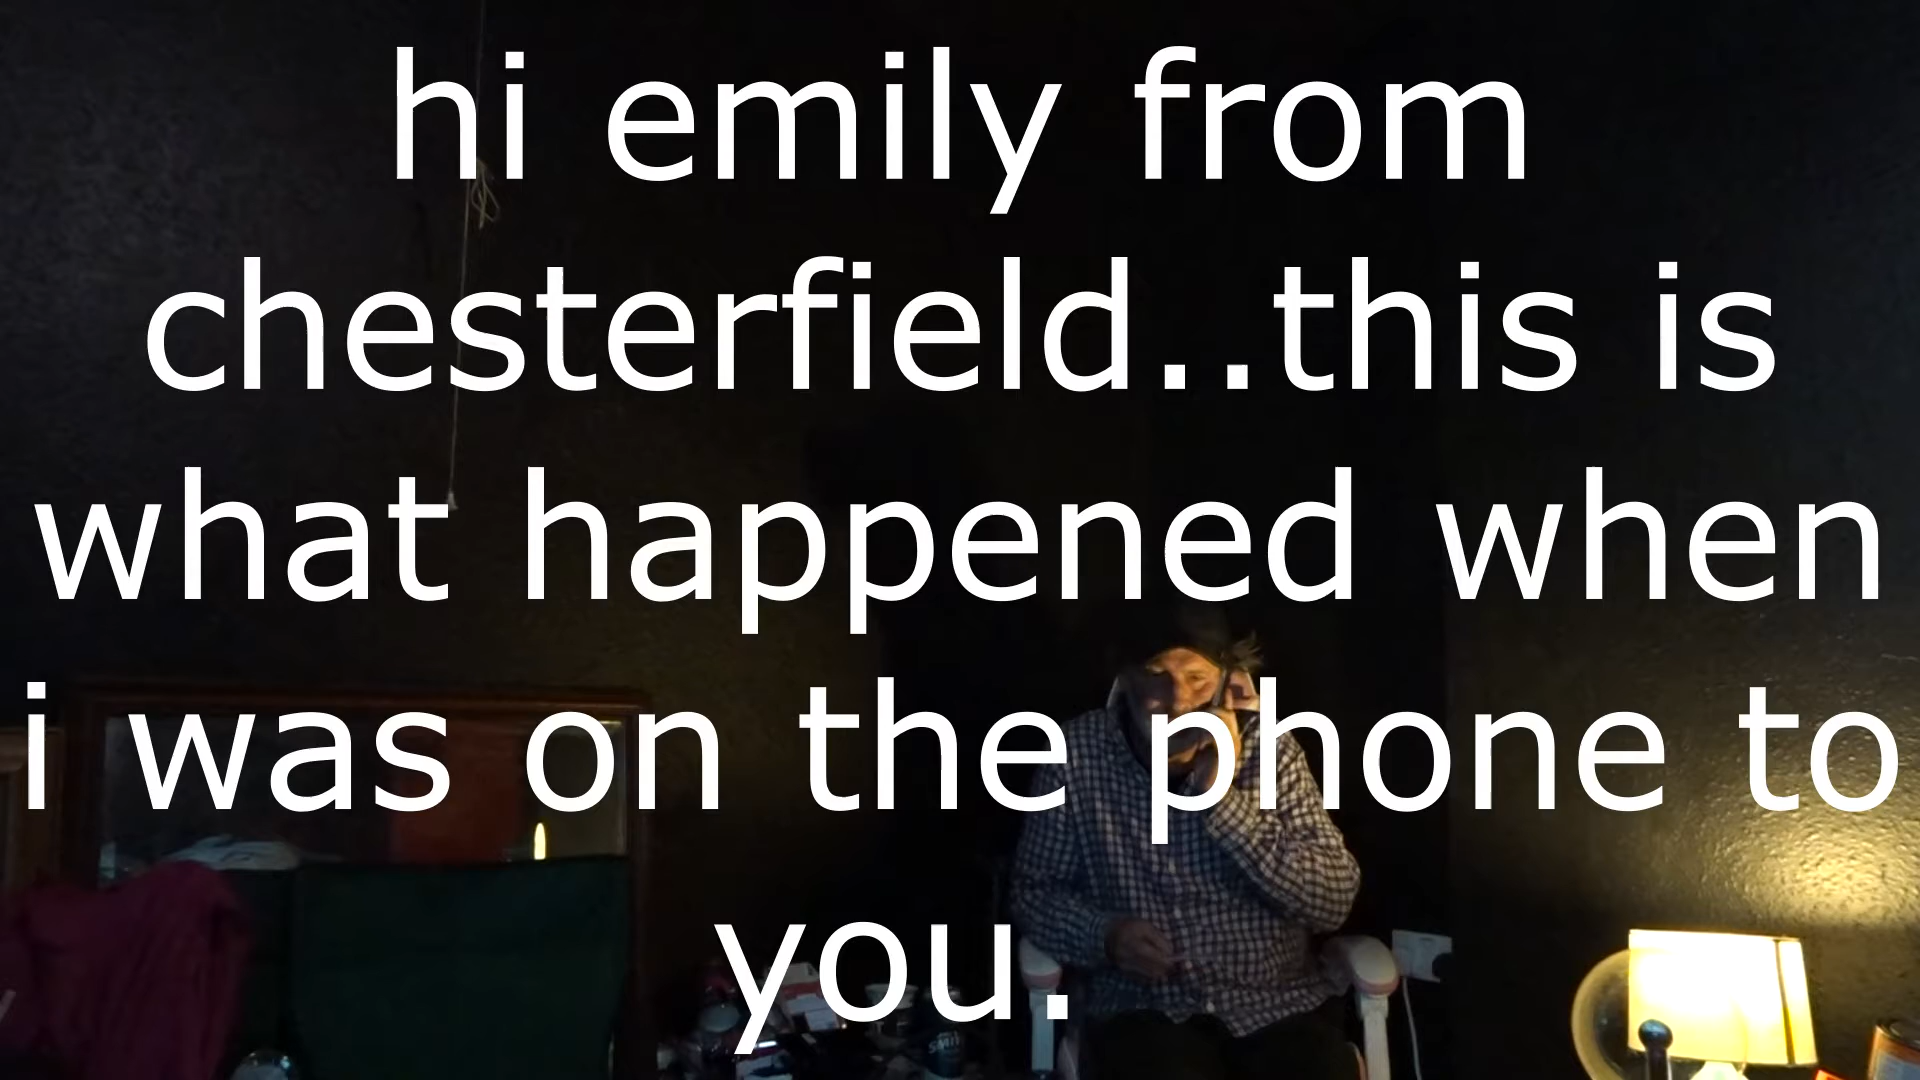 hi emily from
chesterfield..this is
what happened when
i was on the phone to
you.